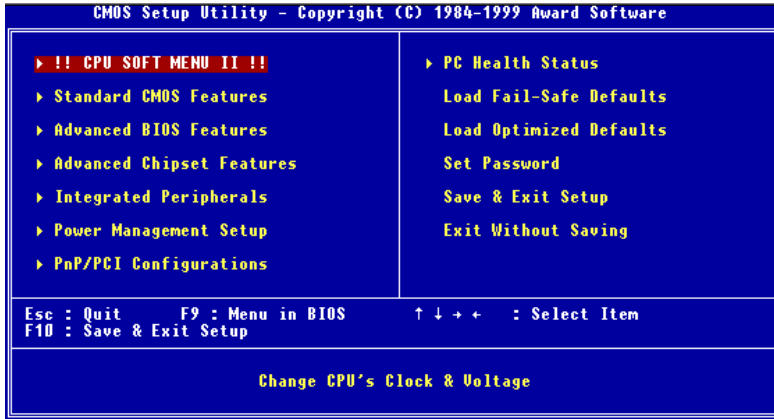 CMOS Setup Utility - Copyright (C) 1984-1999 Award Software
▸ !! CPU SOFT MENU II !!
▸ Standard CMOS Features
▸ Advanced BIOS Features
▸ Advanced Chipset Features
▸ Integrated Peripherals
▸ Power Management Setup
▸ PnP/PCI Configurations
▸ PC Health Status
Load Fail-Safe Defaults
Load Optimized Defaults
Set Password
Save & Exit Setup
Exit Without Saving
Esc : Quit F9 : Menu in BIOS ↑ ↓ → ← : Select Item
F10 : Save & Exit Setup
Change CPU's Clock & Voltage